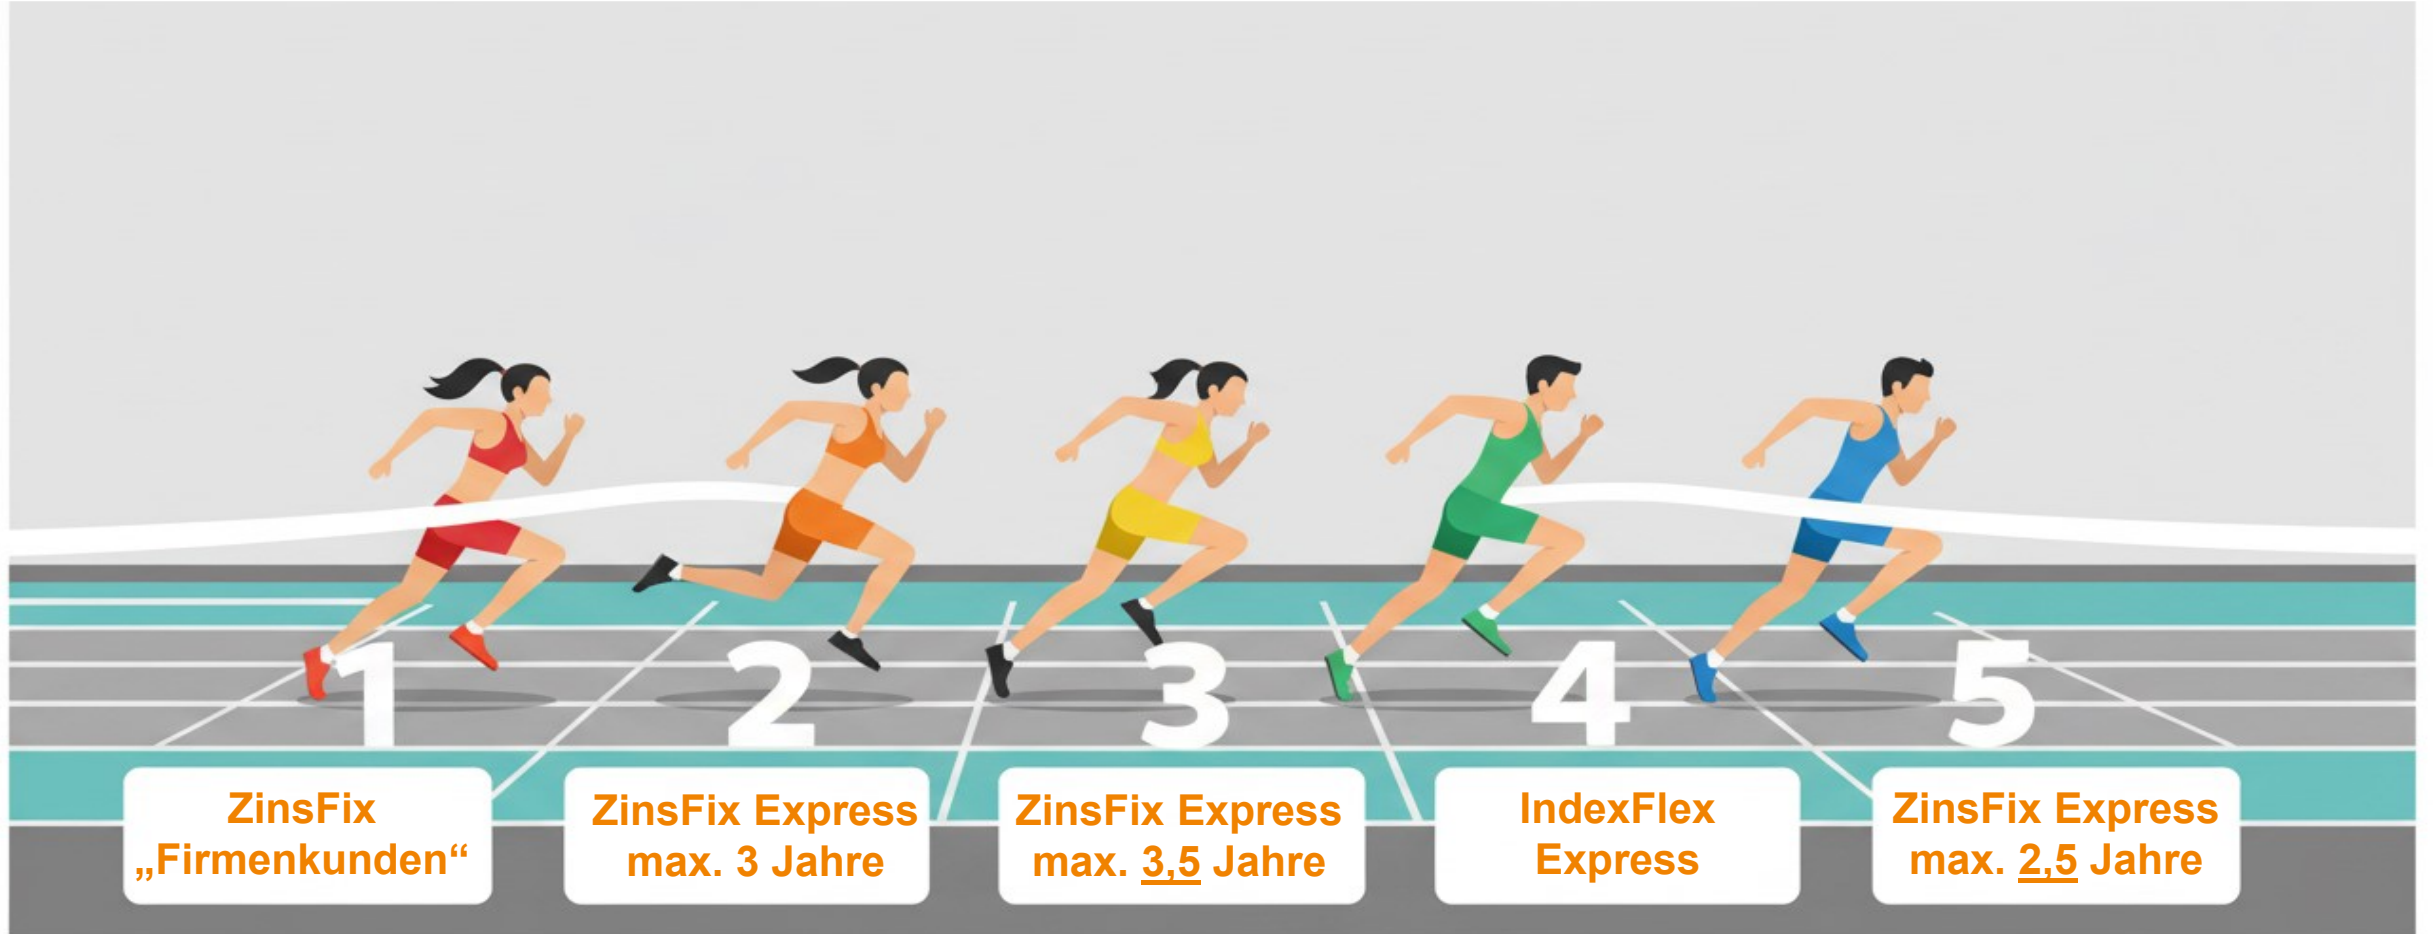 1
2
3
4
5
ZinsFix
„Firmenkunden“
ZinsFix Express
max. 3 Jahre
ZinsFix Express
max. 3,5 Jahre
IndexFlex
Express
ZinsFix Express
max. 2,5 Jahre